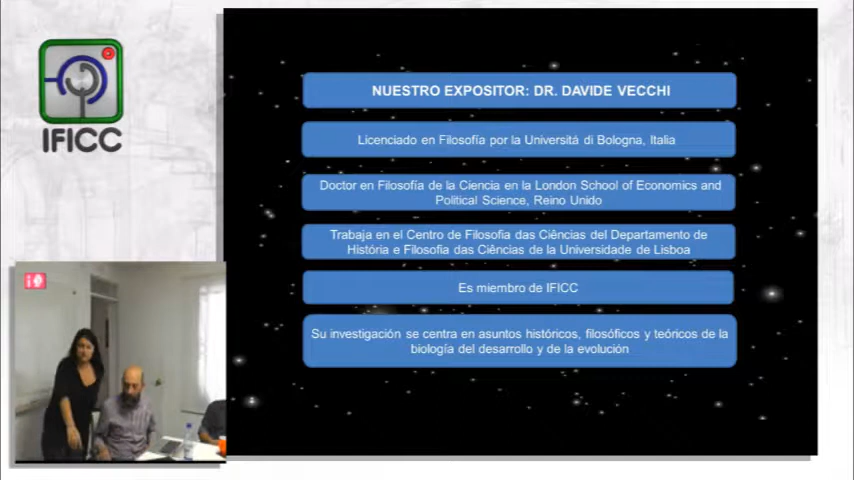 IFICC
NUESTRO EXPOSITOR: DR. DAVIDE VECCHI
Licenciado en Filosofía por la Universitá di Bologna, Italia
Doctor en Filosofía de la Ciencia en la London School of Economics and
Political Science, Reino Unido
Trabaja en el Centro de Filosofia das Ciências del Departamento de
História e Filosofia das Ciências de la Universidade de Lisboa
Es miembro de IFICC
Su investigación se centra en asuntos históricos, filosóficos y teóricos de la
biología del desarrollo y de la evolución